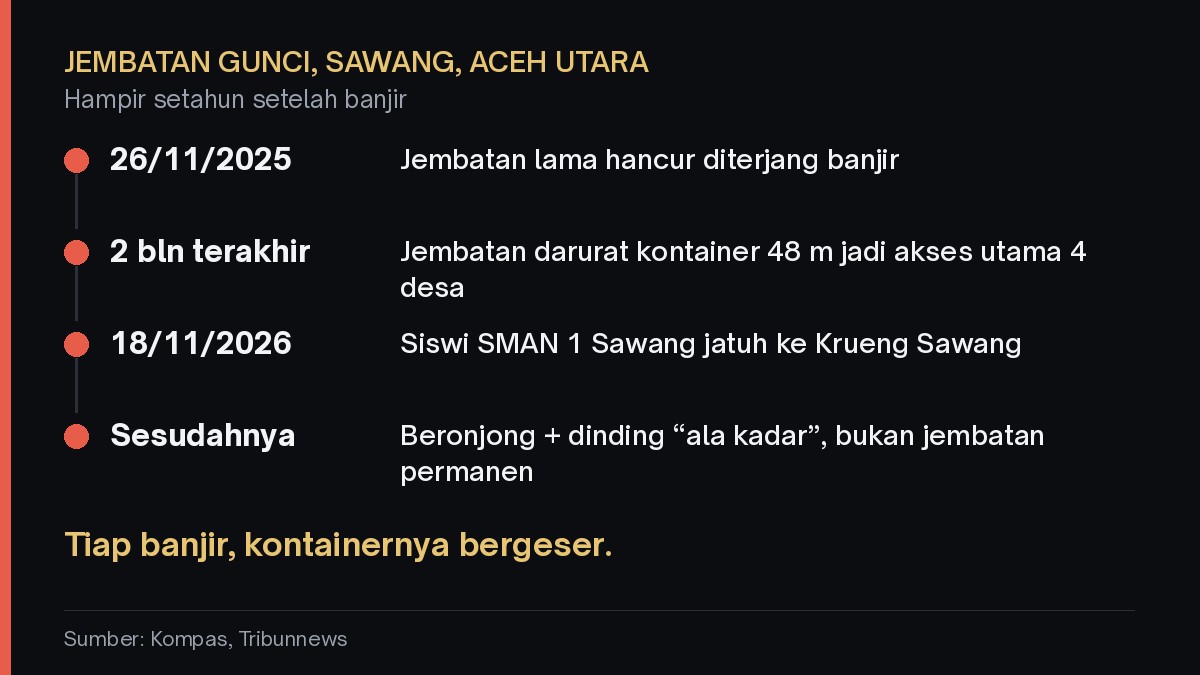 JEMBATAN GUNCI, SAWANG, ACEH UTARA
Hampir setahun setelah banjir
26/11/2025
Jembatan lama hancur diterjang banjir
2 bln terakhir
Jembatan darurat kontainer 48 m jadi akses utama 4
desa
18/11/2026
Siswi SMAN 1 Sawang jatuh ke Krueng Sawang
Sesudahnya
Beronjong + dinding “ala kadar”, bukan jembatan
permanen
Tiap banjir, kontainernya bergeser.
Sumber: Kompas, Tribunnews